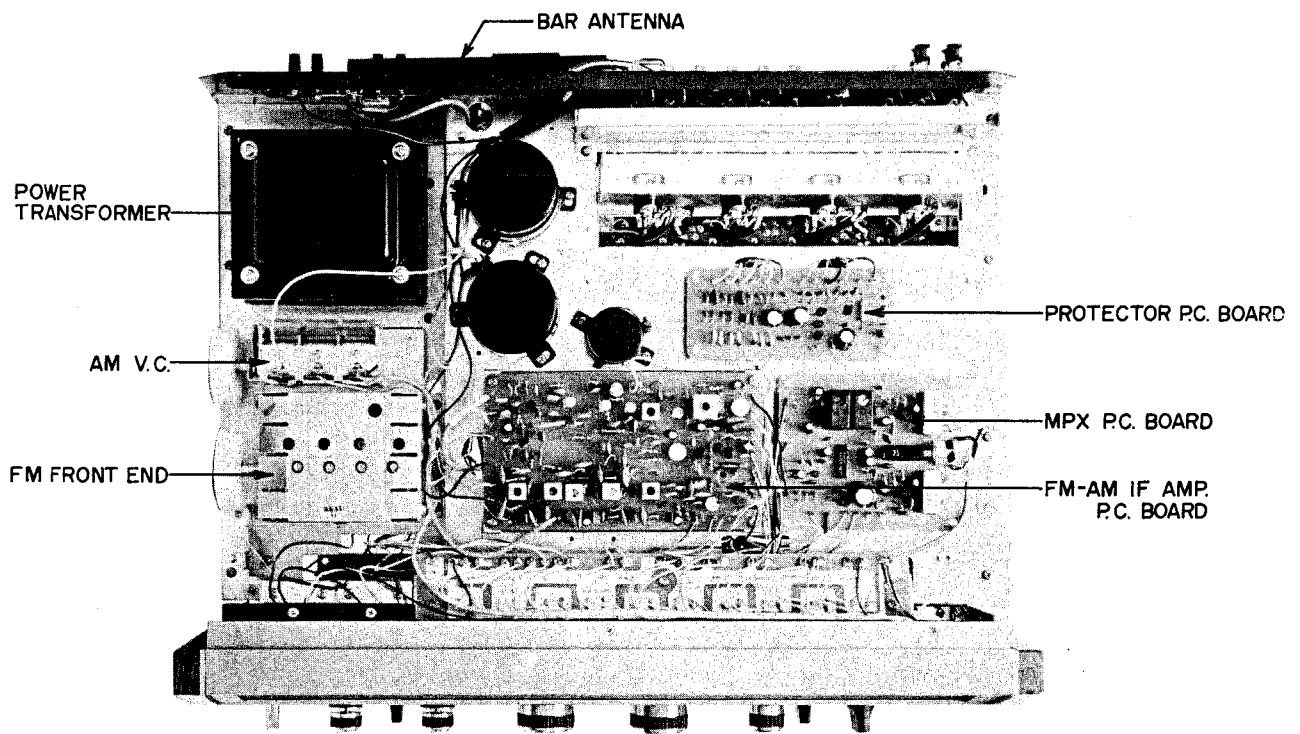 BAR ANTENNA
POWER
TRANSFORMER
PROTECTOR P.C. BOARD
AM V.C.
MPX P.C. BOARD
FM FRONT END
FM-AM IF AMP.
P.C. BOARD